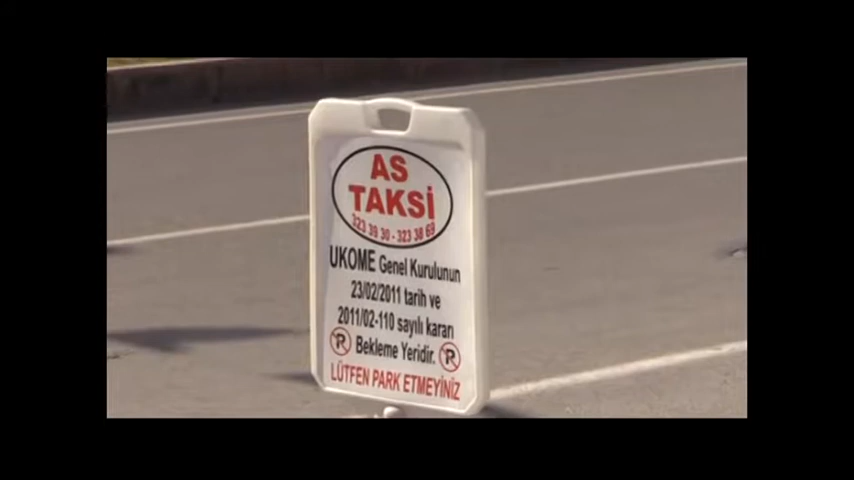 AS
TAKSİ
323 39 30 - 323 38 69
UKOME Genel Kurulunun
23/02/2011 tarih ve
2011/02-110 sayılı kararı
Bekleme Yeridir.
LÜTFEN PARK ETMEYİNİZ